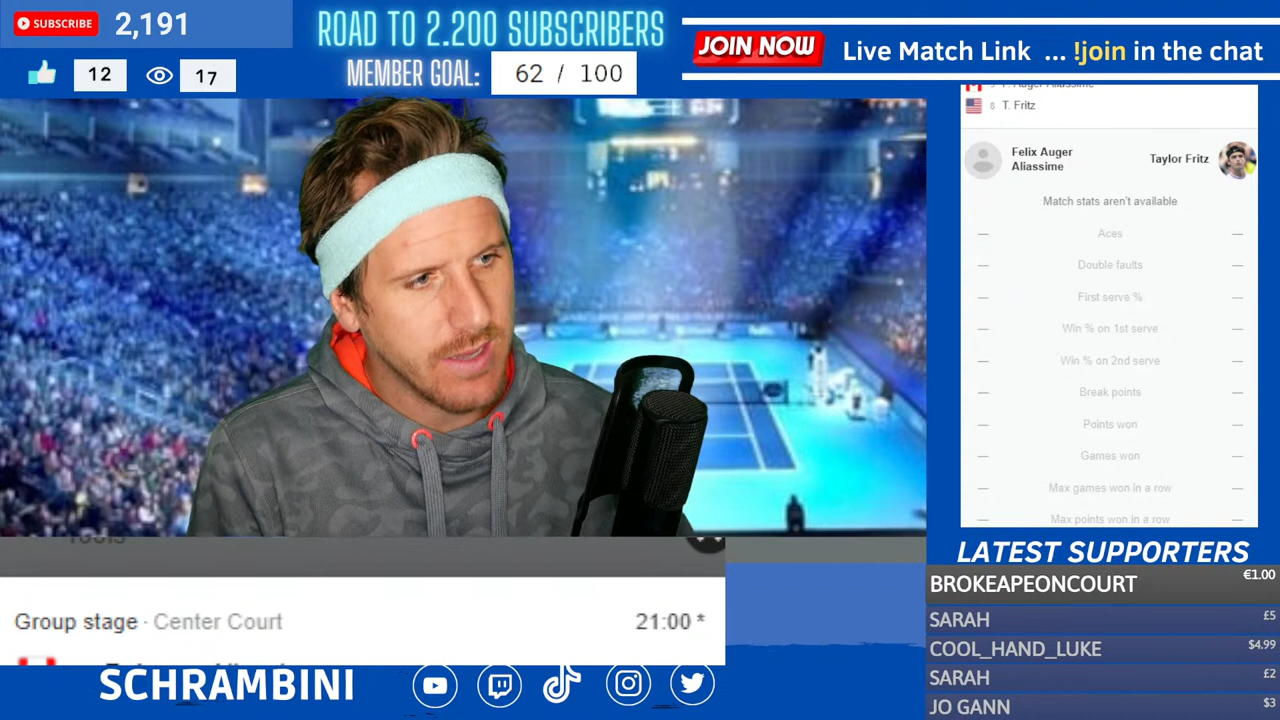 SUBSCRIBE 2,191
12
17
ROAD TO 2.200 SUBSCRIBERS
MEMBER GOAL: 62 / 100
JOIN NOW
Live Match Link ... !join in the chat
8 T. Fritz
Felix Auger Aliassime
Taylor Fritz
Match stats aren't available
— Aces —
— Double faults —
— First serve % —
— Win % on 1st serve —
— Win % on 2nd serve —
— Break points —
— Points won —
— Games won —
— Max games won in a row —
— Max points won in a row —
Tools
Group stage · Center Court 21:00 *
LATEST SUPPORTERS
BROKEAPEONCOURT €1.00
SARAH £5
COOL_HAND_LUKE $4.99
SARAH £2
JO GANN $3
SCHRAMBINI